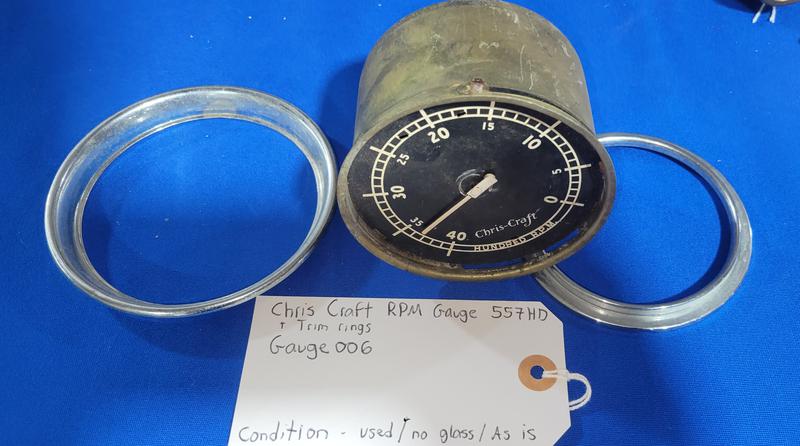 20
15
10
25
5
30
0
35
40
Chris-Craft
HUNDRED RPM
Chris Craft RPM Gauge 557HD
+ Trim rings
Gauge 006
Condition - used / no glass / As is